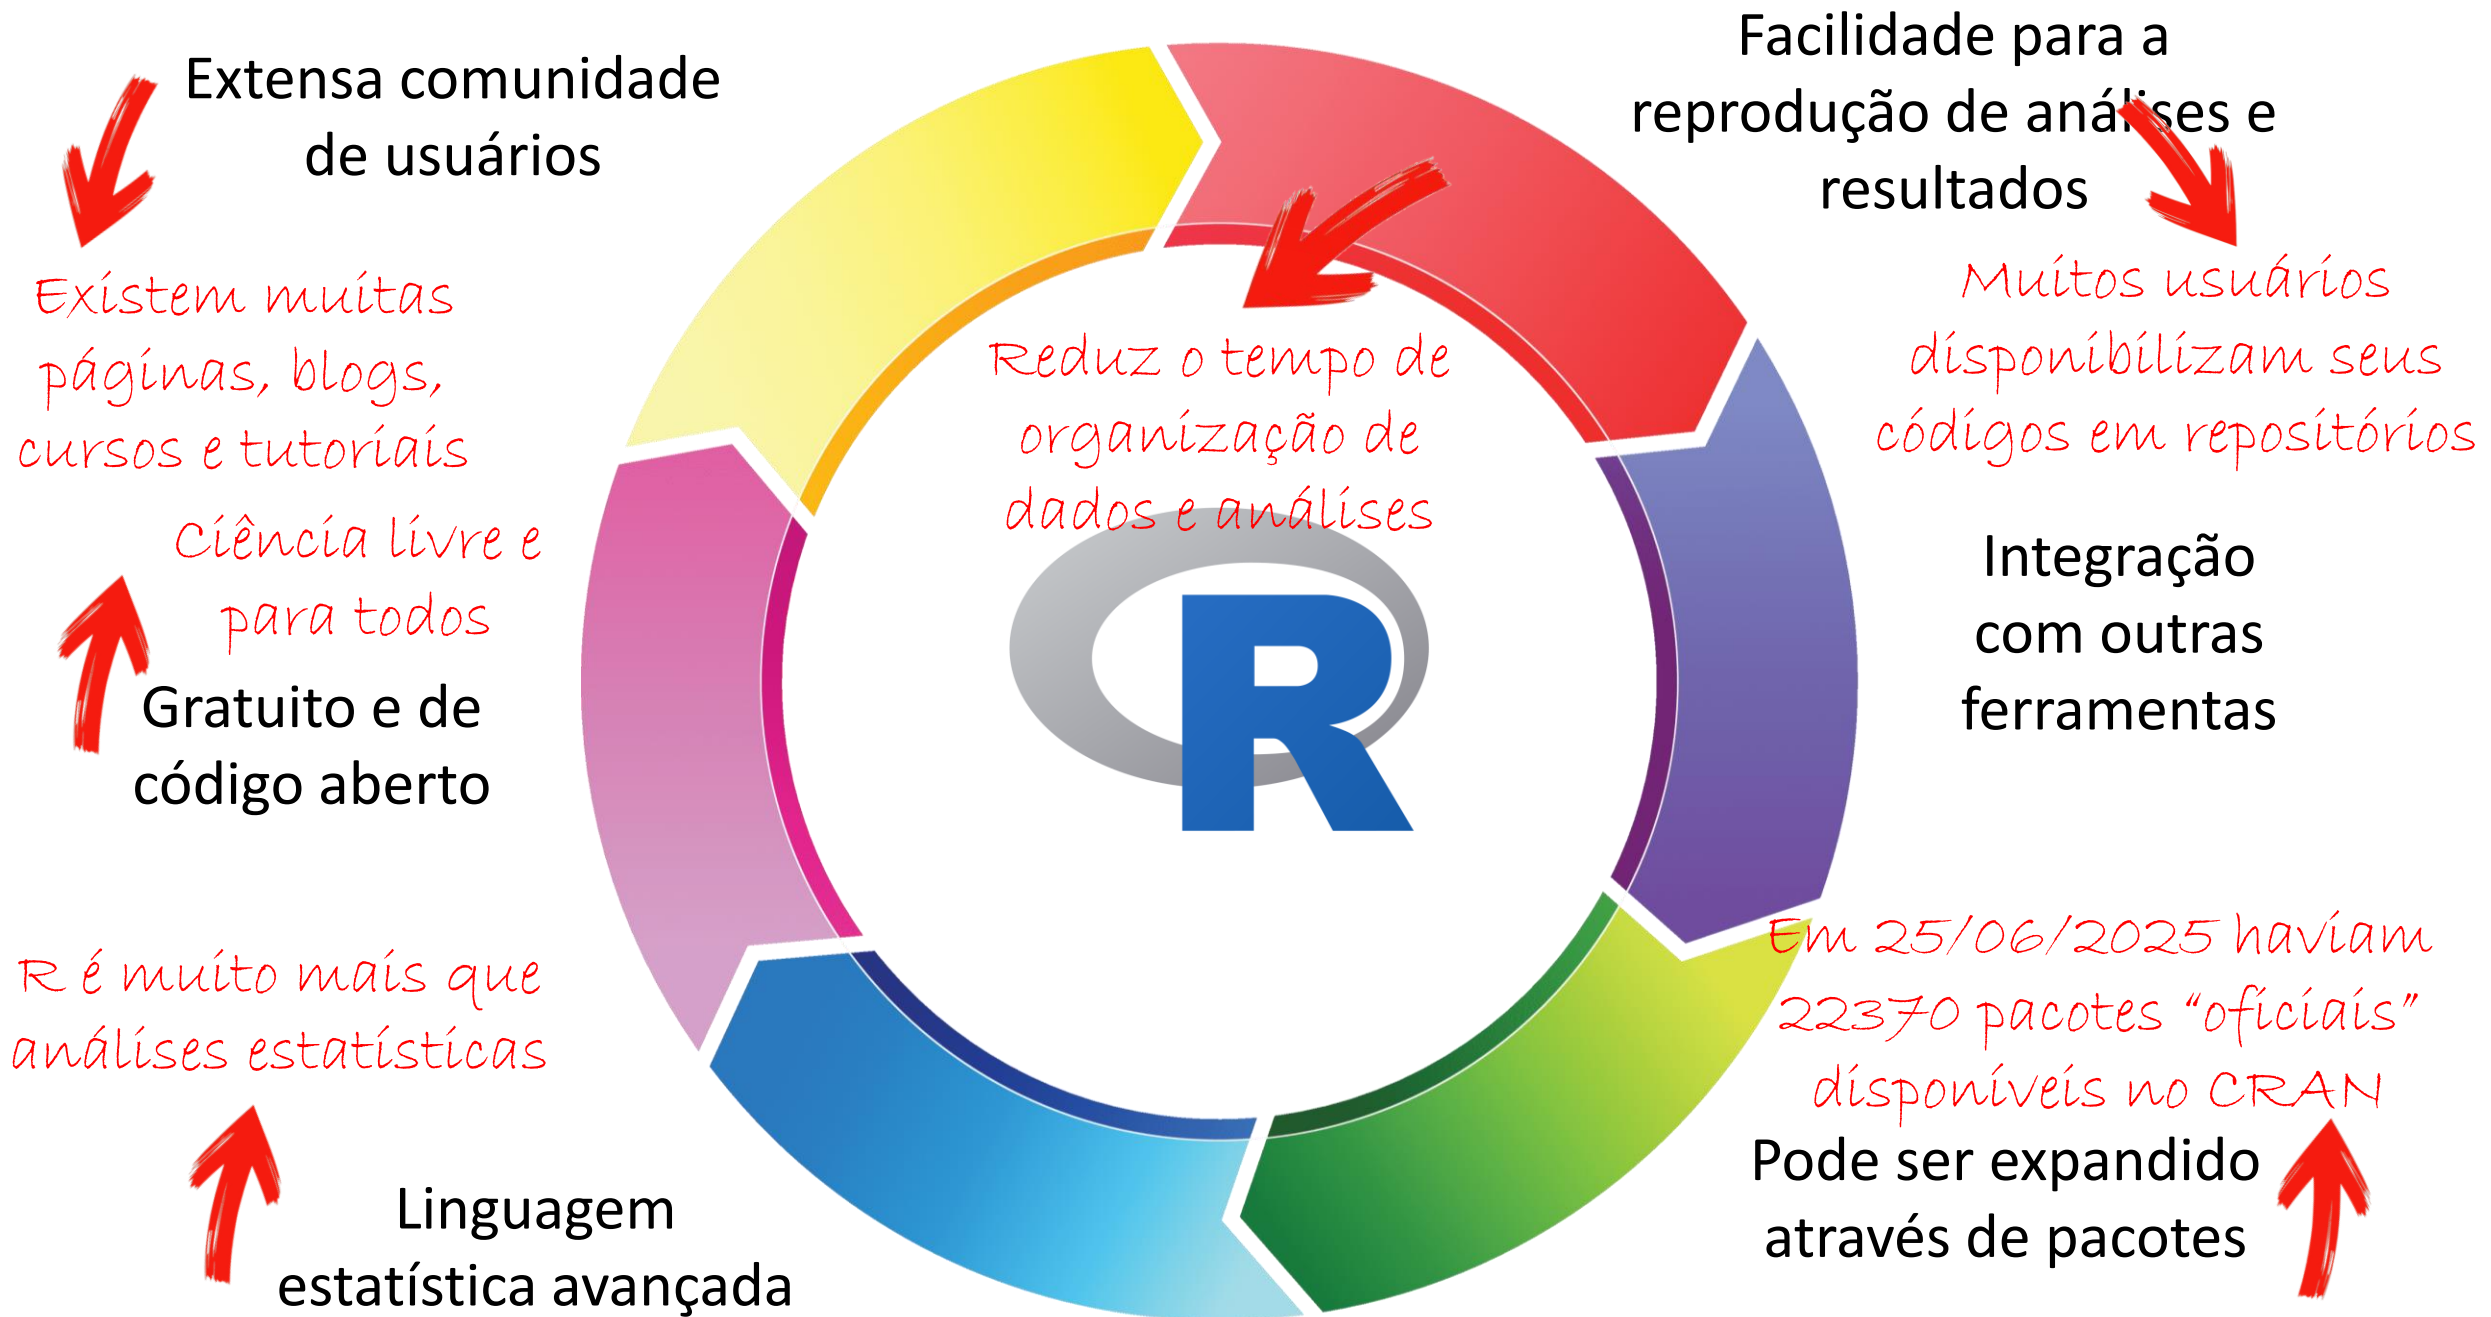 Extensa comunidade
de usuários
Existem muitas
páginas, blogs,
cursos e tutoriais
Ciência livre e
para todos
Gratuito e de
código aberto
R é muito mais que
análises estatísticas
Linguagem
estatística avançada
Reduz o tempo de
organização de
dados e análises
R
Facilidade para a
reprodução de análises e
resultados
Muitos usuários
disponibilizam seus
códigos em repositórios
Integração
com outras
ferramentas
Em 25/06/2025 haviam
22370 pacotes “oficiais”
disponíveis no CRAN
Pode ser expandido
através de pacotes